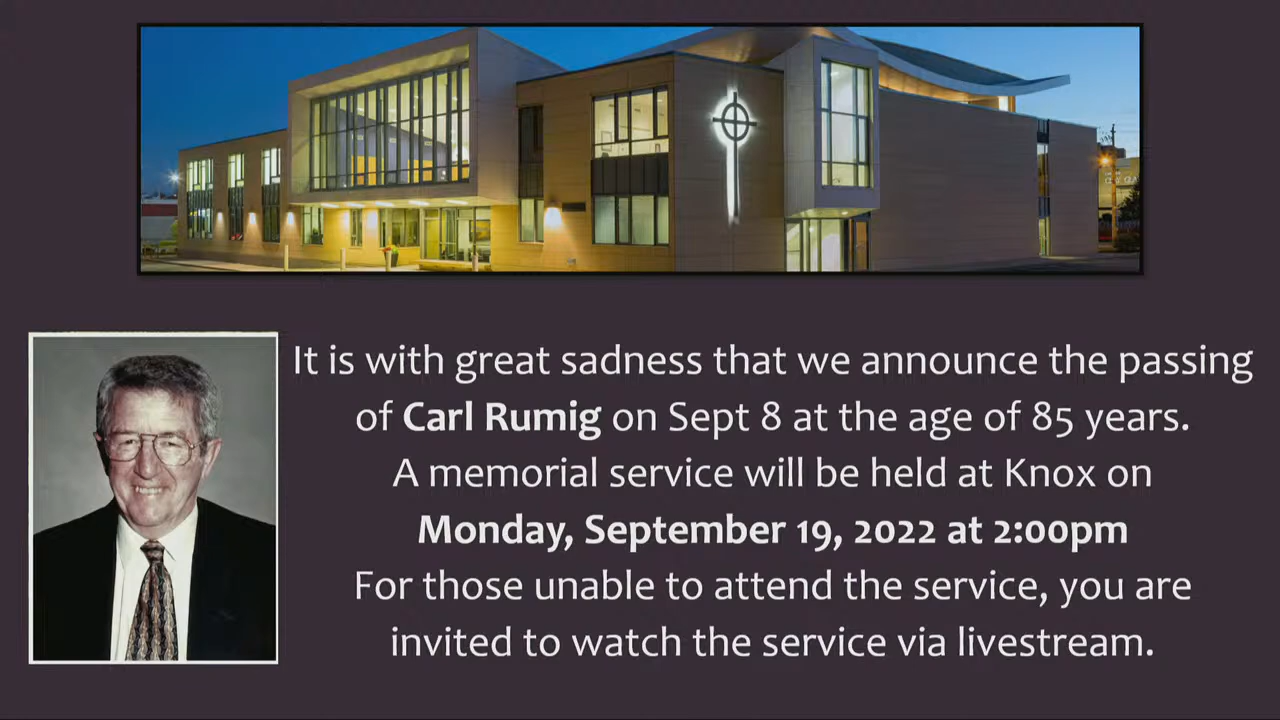 It is with great sadness that we announce the passing
of Carl Rumig on Sept 8 at the age of 85 years.
A memorial service will be held at Knox on
Monday, September 19, 2022 at 2:00pm
For those unable to attend the service, you are
invited to watch the service via livestream.